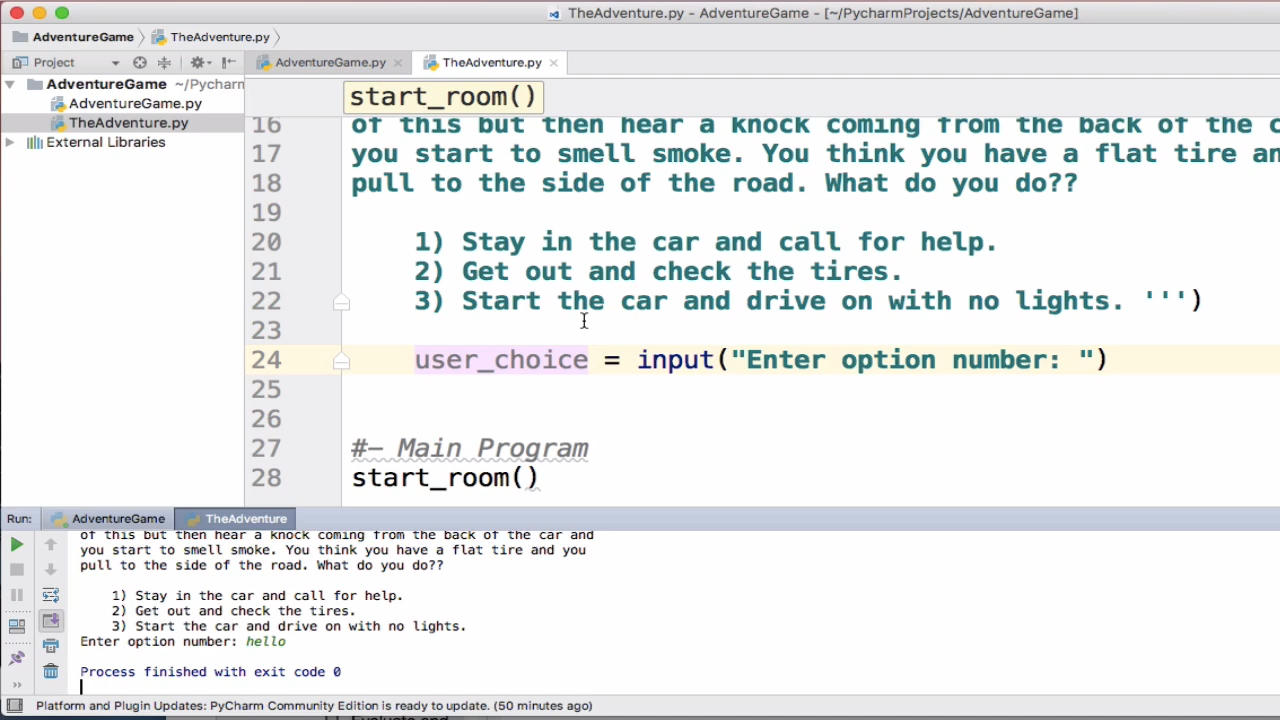 TheAdventure.py - AdventureGame - [~/PycharmProjects/AdventureGame]
AdventureGame TheAdventure.py
Project AdventureGame.py TheAdventure.py
AdventureGame ~/Pycharm
AdventureGame.py
TheAdventure.py
External Libraries
start_room()
16 of this but then hear a knock coming from the back of the c
17 you start to smell smoke. You think you have a flat tire an
18 pull to the side of the road. What do you do??
19
20 1) Stay in the car and call for help.
21 2) Get out and check the tires.
22 3) Start the car and drive on with no lights. ''')
23
24 user_choice = input("Enter option number: ")
25
26
27 #- Main Program
28 start_room()
Run: AdventureGame TheAdventure
of this but then hear a knock coming from the back of the car and
you start to smell smoke. You think you have a flat tire and you
pull to the side of the road. What do you do??
1) Stay in the car and call for help.
2) Get out and check the tires.
3) Start the car and drive on with no lights.
Enter option number: hello
Process finished with exit code 0
Platform and Plugin Updates: PyCharm Community Edition is ready to update. (50 minutes ago)